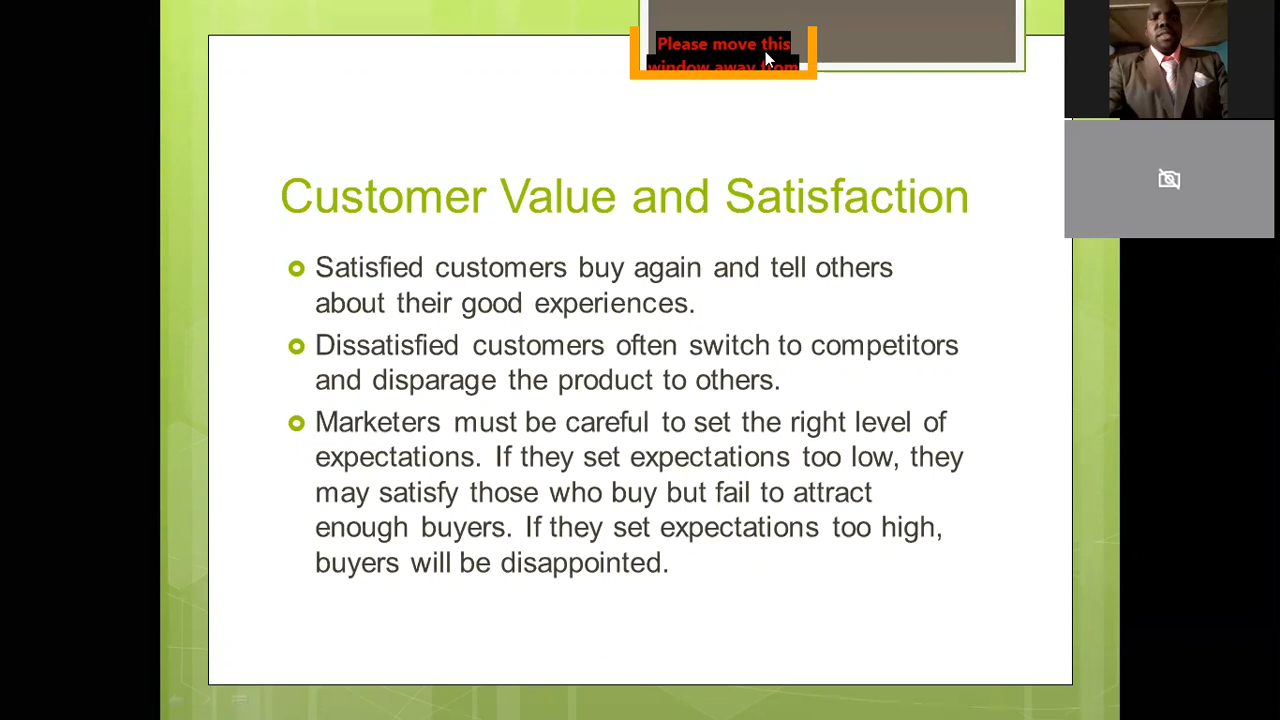 Please move this
window away from
Customer Value and Satisfaction
Satisfied customers buy again and tell others
about their good experiences.
Dissatisfied customers often switch to competitors
and disparage the product to others.
Marketers must be careful to set the right level of
expectations. If they set expectations too low, they
may satisfy those who buy but fail to attract
enough buyers. If they set expectations too high,
buyers will be disappointed.